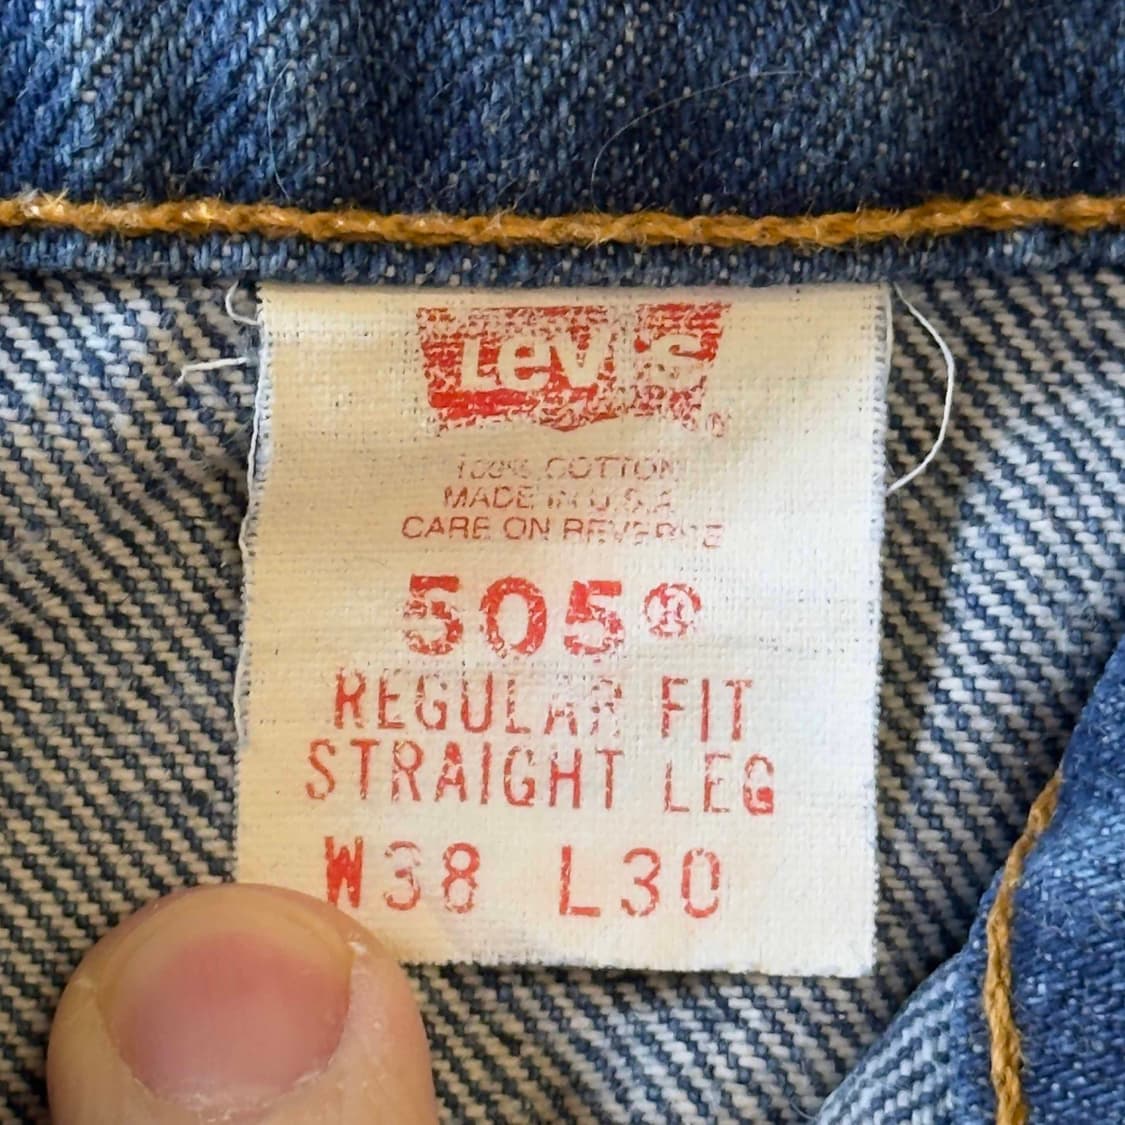 Levi's®
100% COTTON
MADE IN U.S.A.
CARE ON REVERSE
505®
REGULAR FIT
STRAIGHT LEG
W38 L30